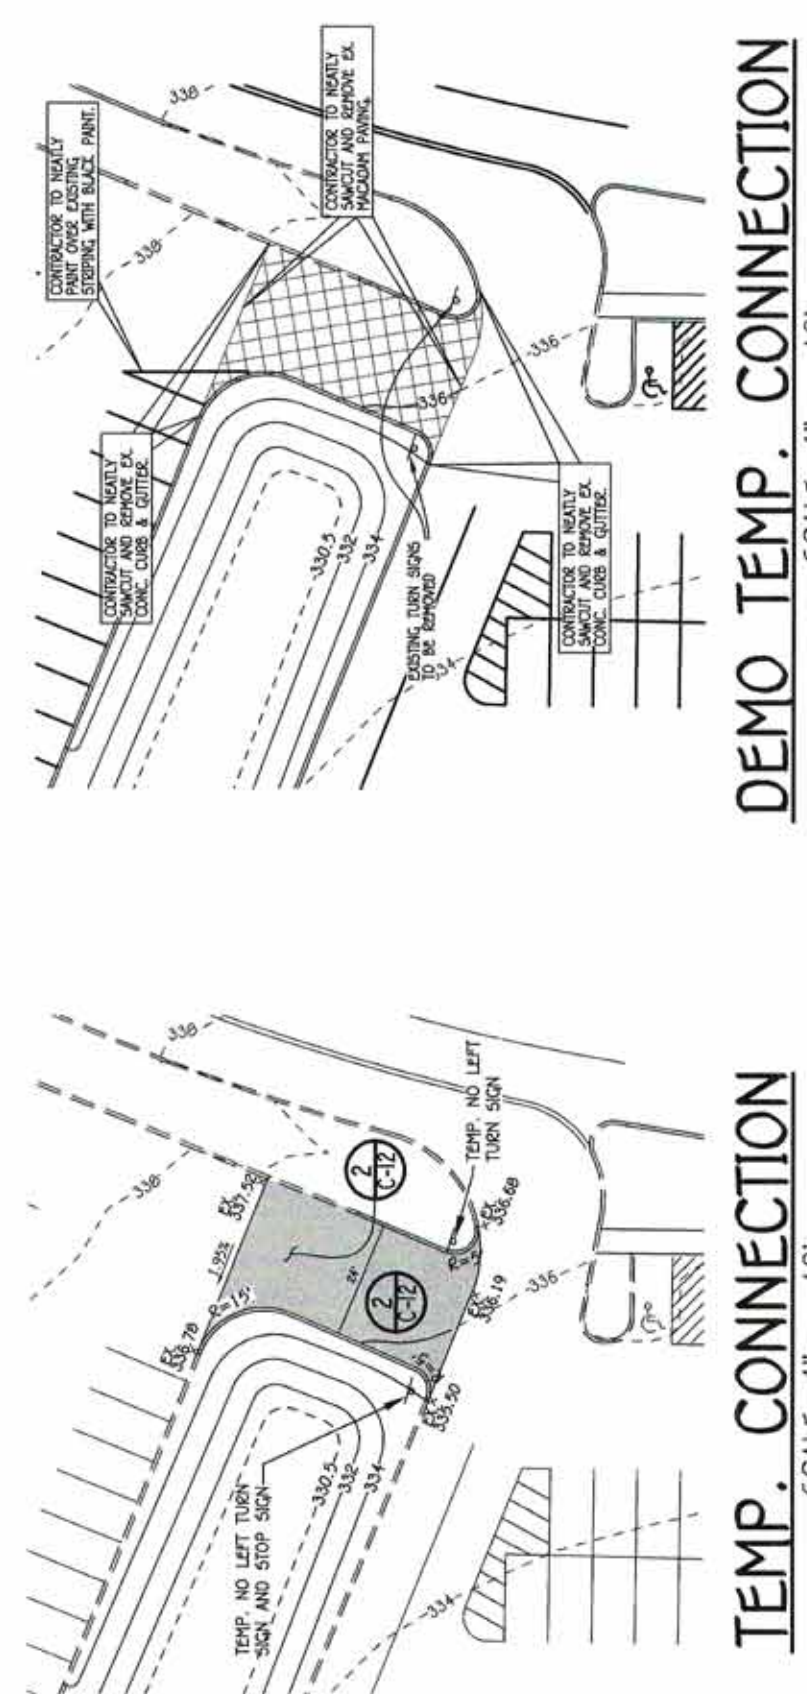 CONTRACTOR TO NEATLY
PAINT OVER EXISTING
STRIPING WITH BLACK PAINT.
CONTRACTOR TO NEATLY
SAWCUT AND REMOVE EX.
MACADAM PAVING.
CONTRACTOR TO NEATLY
SAWCUT AND REMOVE EX.
CONC. CURB & GUTTER.
EXISTING TURN SIGNS
TO BE REMOVED
CONTRACTOR TO NEATLY
SAWCUT AND REMOVE EX.
CONC. CURB & GUTTER.
338
338
336
336
330.5
332
334
334
DEMO TEMP. CONNECTION
TEMP. NO LEFT TURN
SIGN AND STOP SIGN
TEMP. NO LEFT
TURN SIGN
EX.
336.78
R=15'
1.95%
EX.
337.52
2
C-12
2
C-12
24'
R=5'
R=5'
EX.
335.50
EX.
336.19
EX.
336.68
338
338
336
330.5
332
334
334
TEMP. CONNECTION